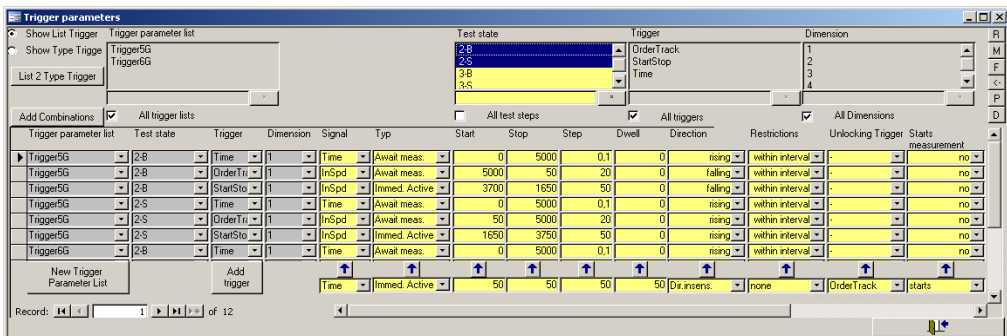 Trigger parameters
Show List Trigger Trigger parameter list Test state Trigger Dimension R
Trigger5G 2-B OrderTrack 1
Show Type Trigge Trigger6G 2-S StartStop 2 M
3-B Time 3 F
List 2 Type Trigger 3-S 4 <-
P
Add Combinations All trigger lists All test steps All triggers All Dimensions D
Trigger parameter list Test state Trigger Dimension Signal Typ Start Stop Step Dwell Direction Restrictions Unlocking Trigger Starts measurement
Trigger5G 2-B Time 1 Time Await meas. 0 5000 0,1 0 rising within interval - no
Trigger5G 2-B OrderTra 1 InSpd Await meas. 5000 50 20 0 falling within interval - no
Trigger5G 2-B StartSto 1 InSpd Immed. Active 3700 1650 50 0 falling within interval - no
Trigger5G 2-S Time 1 Time Await meas. 0 5000 0,1 0 rising within interval - no
Trigger5G 2-S OrderTra 1 InSpd Await meas. 50 5000 20 0 rising within interval - no
Trigger5G 2-S StartSto 1 InSpd Immed. Active 1650 3750 50 0 rising within interval - no
Trigger6G 2-B Time 1 Time Await meas. 0 5000 0,1 0 rising within interval - no
New Trigger Parameter List Add trigger
Time Immed. Active 50 50 50 50 Dir.insens. none OrderTrack starts
Record: 1 of 12